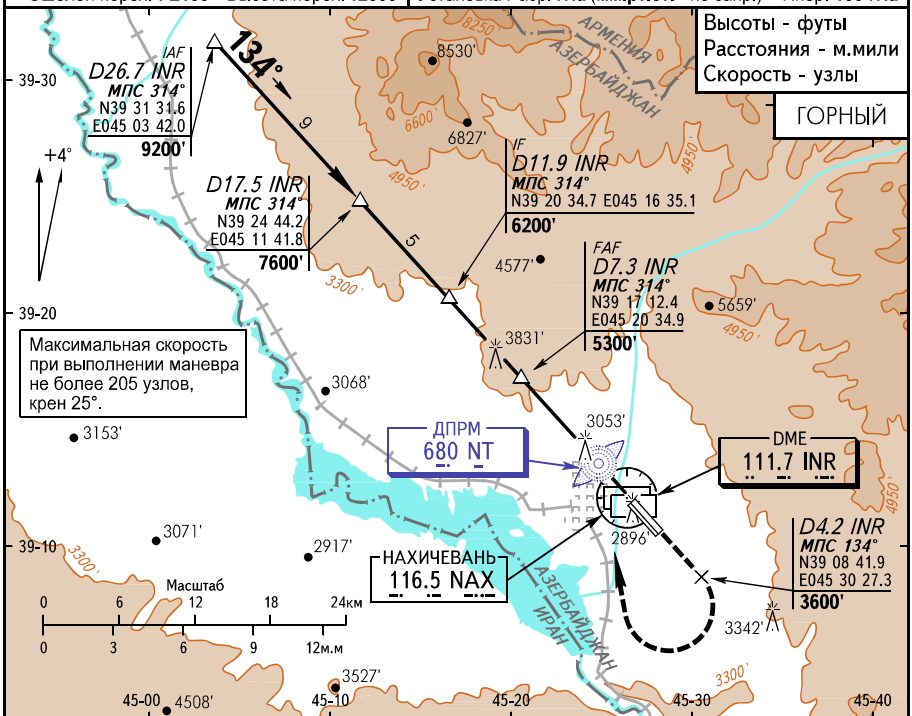 Высоты - футы
Расстояния - м.мили
Скорость - узлы
ГОРНЫЙ
АРМЕНИЯ
АЗЕРБАЙДЖАН
8250'
8530'
6600'
6827'
4950'
4950'
39-30
134°
9
IAF
D26.7 INR
МПС 314°
N39 31 31.6
E045 03 42.0
9200'
+4°
D17.5 INR
МПС 314°
N39 24 44.2
E045 11 41.8
7600'
5
IF
D11.9 INR
МПС 314°
N39 20 34.7 E045 16 35.1
6200'
4577'
3300'
FAF
D7.3 INR
МПС 314°
N39 17 12.4
E045 20 34.9
5300'
5659'
4950'
39-20
3831'
Максимальная скорость
при выполнении маневра
не более 205 узлов,
крен 25°.
3068'
3153'
3053'
ДПРМ
680 NT
DME
111.7 INR
4950'
2896'
3071'
2917'
39-10
3300'
НАХИЧЕВАНЬ
116.5 NAX
АЗЕРБАЙДЖАН
ИРАН
D4.2 INR
МПС 134°
N39 08 41.9
E045 30 27.3
3600'
3342'
3300'
Масштаб
0 6 12 18 24км
0 3 6 9 12м.м
3527'
4508'
45-00 45-10 45-20 45-30 45-40